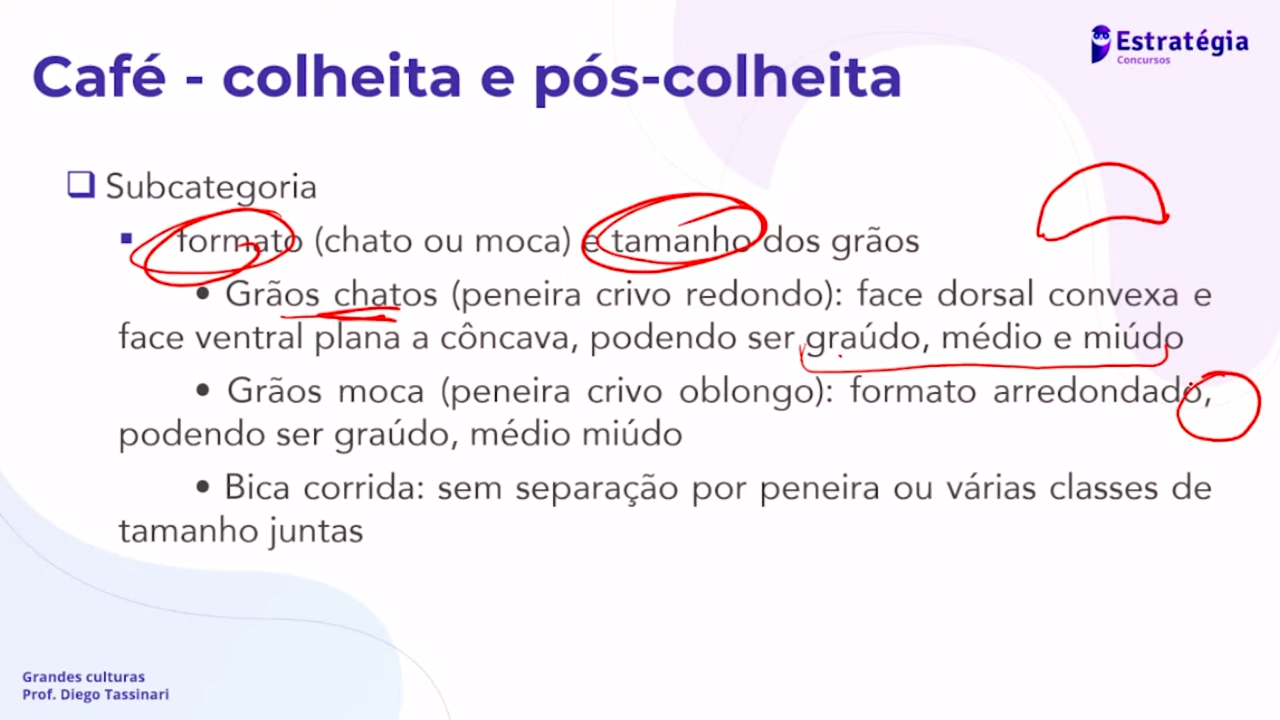 Estratégia
Concursos
Café - colheita e pós-colheita
❑ Subcategoria
▪ formato (chato ou moca) e tamanho dos grãos
• Grãos chatos (peneira crivo redondo): face dorsal convexa e
face ventral plana a côncava, podendo ser graúdo, médio e miúdo
• Grãos moca (peneira crivo oblongo): formato arredondado,
podendo ser graúdo, médio miúdo
• Bica corrida: sem separação por peneira ou várias classes de
tamanho juntas
Grandes culturas
Prof. Diego Tassinari